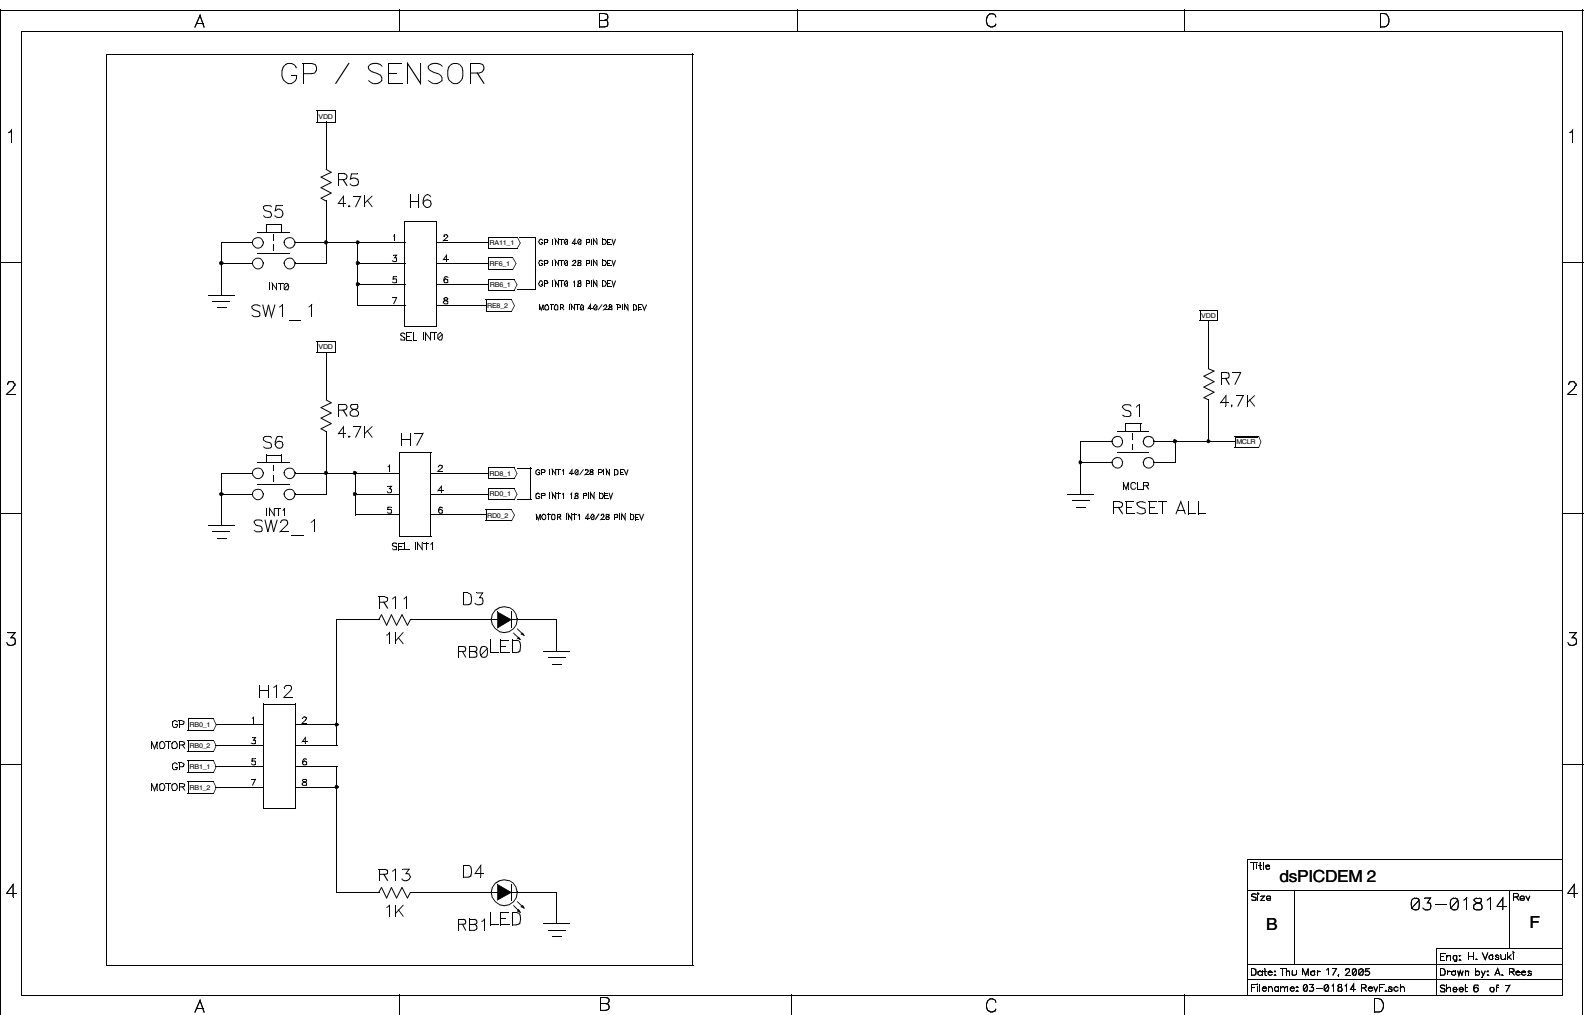 A B C D
1 1
GP / SENSOR
VDD
R5
4.7K
H6
S5
1 2 RA11_1 GP INT0 40 PIN DEV
3 4 RF6_1 GP INT0 28 PIN DEV
5 6 RB6_1 GP INT0 18 PIN DEV
7 8 RE8_2 MOTOR INT0 40/28 PIN DEV
INT0
SW1_1
SEL INT0
VDD
2 2
R8
4.7K
H7
S6
1 2 RD8_1 GP INT1 40/28 PIN DEV
3 4 RD0_1 GP INT1 18 PIN DEV
5 6 RD0_2 MOTOR INT1 40/28 PIN DEV
INT1
SW2_1
SEL INT1
VDD
R7
4.7K
S1
MCLR
MCLR
RESET ALL
3 3
R11
1K
D3
RB0 LED
H12
GP RB0_1 1 2
MOTOR RB0_2 3 4
GP RB1_1 5 6
MOTOR RB1_2 7 8
4 4
R13
1K
D4
RB1 LED
Title
dsPICDEM 2
Size
B
03-01814
Rev
F
Eng: H. Vasuki
Date: Thu Mar 17, 2005
Drawn by: A. Rees
Filename: 03-01814 RevF.sch
Sheet 6 of 7
A B C D